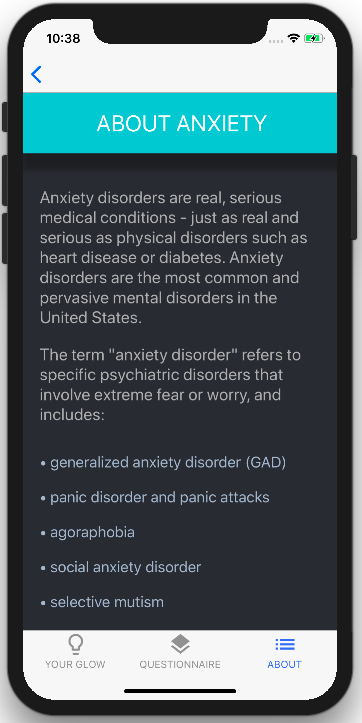 10:38
ABOUT ANXIETY
Anxiety disorders are real, serious
medical conditions - just as real and
serious as physical disorders such as
heart disease or diabetes. Anxiety
disorders are the most common and
pervasive mental disorders in the
United States.
The term "anxiety disorder" refers to
specific psychiatric disorders that
involve extreme fear or worry, and
includes:
• generalized anxiety disorder (GAD)
• panic disorder and panic attacks
• agoraphobia
• social anxiety disorder
• selective mutism
YOUR GLOW QUESTIONNAIRE ABOUT